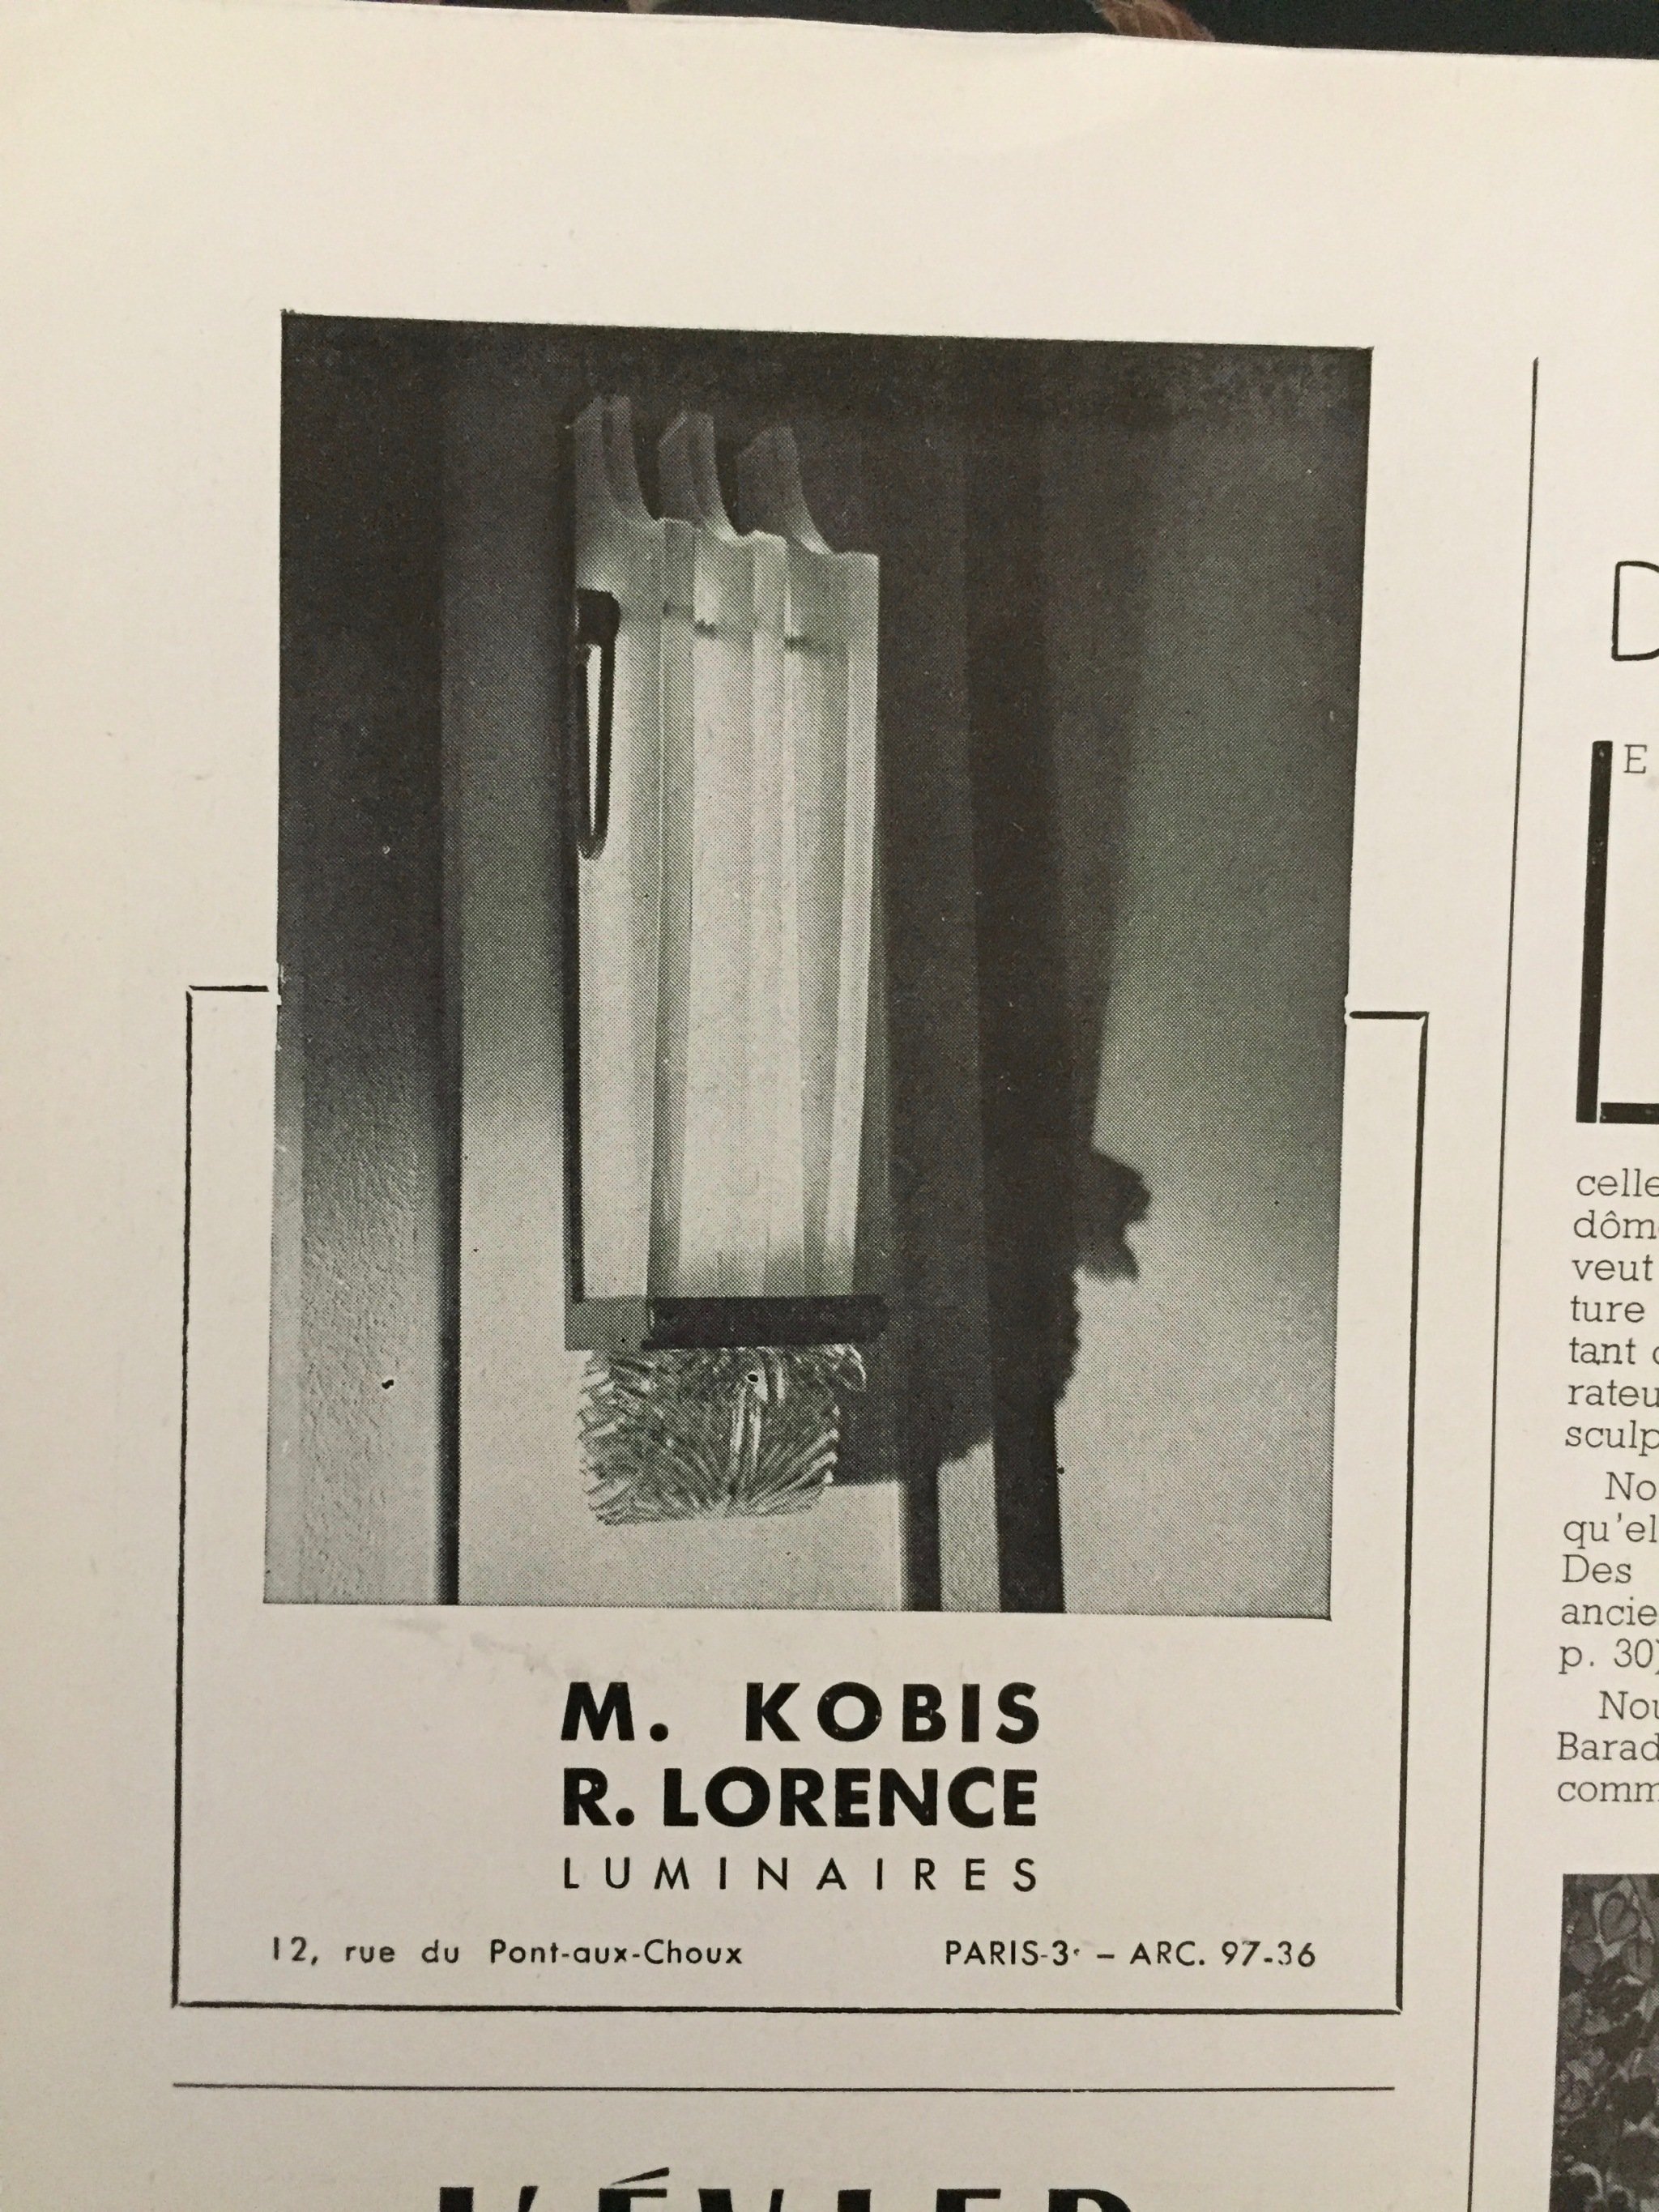 M. KOBIS
R. LORENCE
LUMINAIRES
12, rue du Pont-aux-Choux PARIS-3e – ARC. 97-36
L'ÉVIER
D
E
celle
dôm
veut
ture
tant
rateu
sculp
No
qu'el
Des
ancie
p. 30)
Nou
Barad
comm